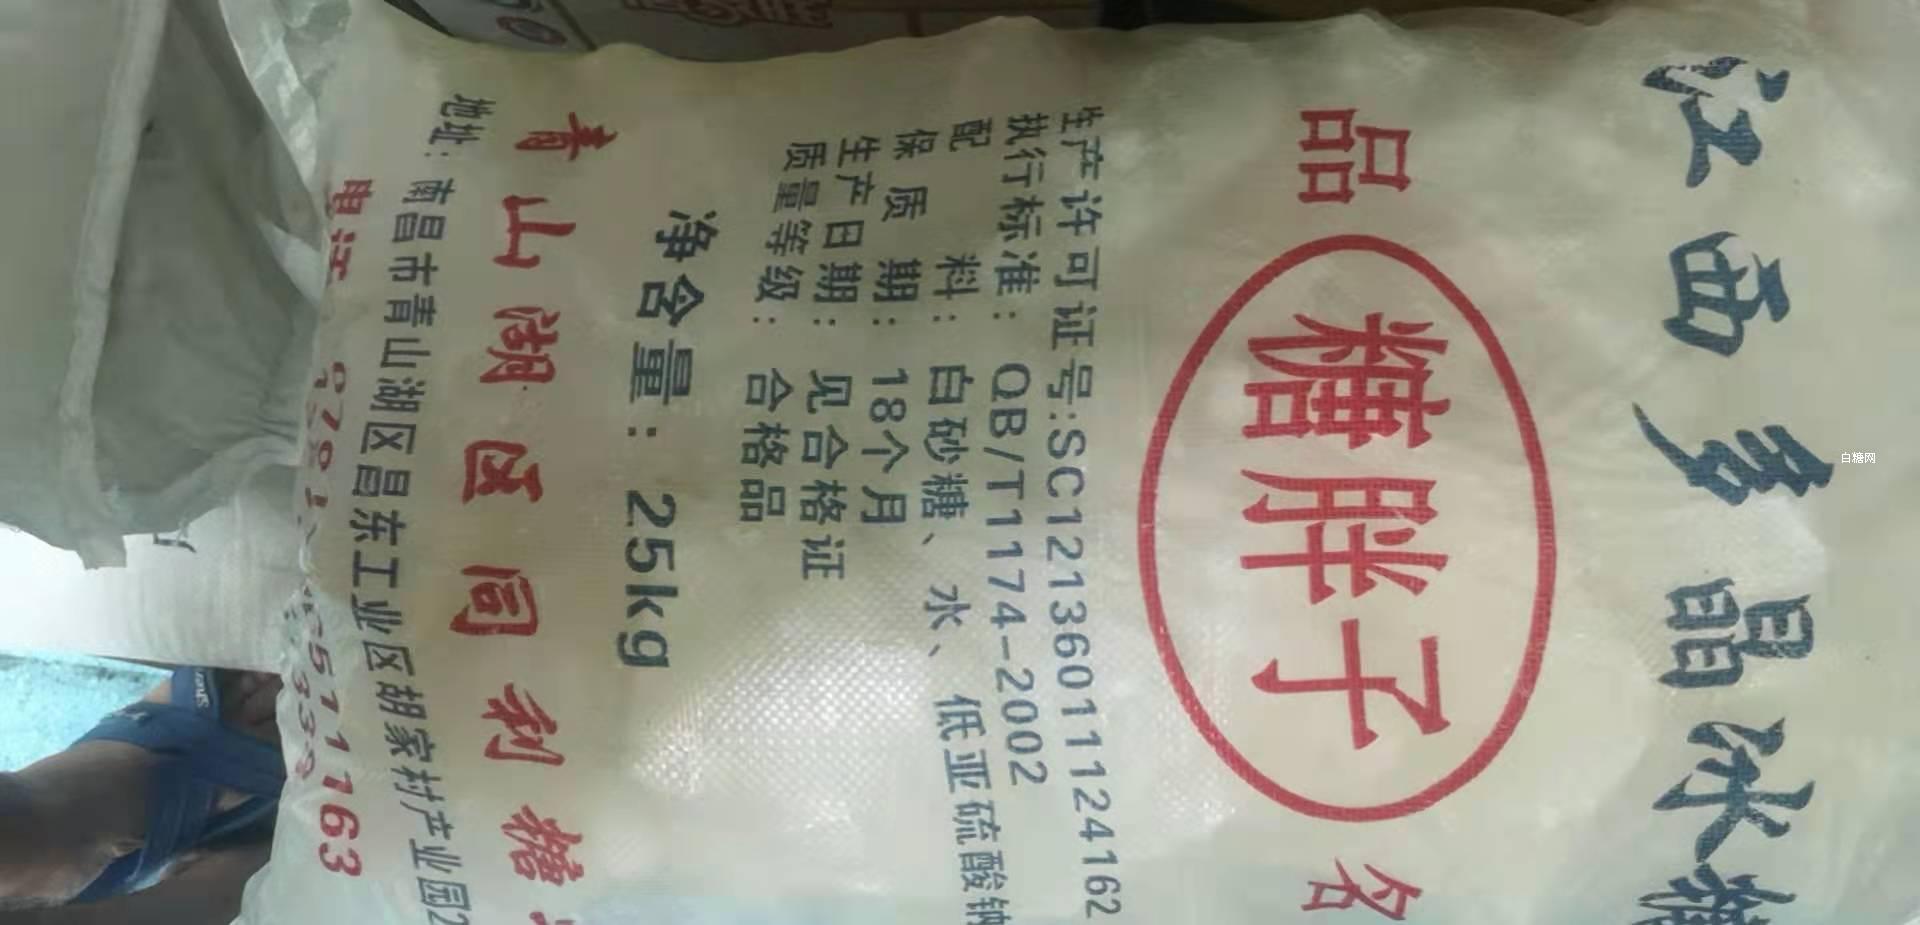 江西多晶冰糖
品 糖胖子 名
生产许可证号:SC12136011124162
执行标准: QB/T1174-2002
配料: 白砂糖、水、低亚硫酸钠
保质期: 18个月
生产日期: 见合格证
质量等级: 合格品
净含量: 25kg
青山湖区同利糖
地址: 南昌市青山湖区昌东工业区胡家村产业园2
白糖网